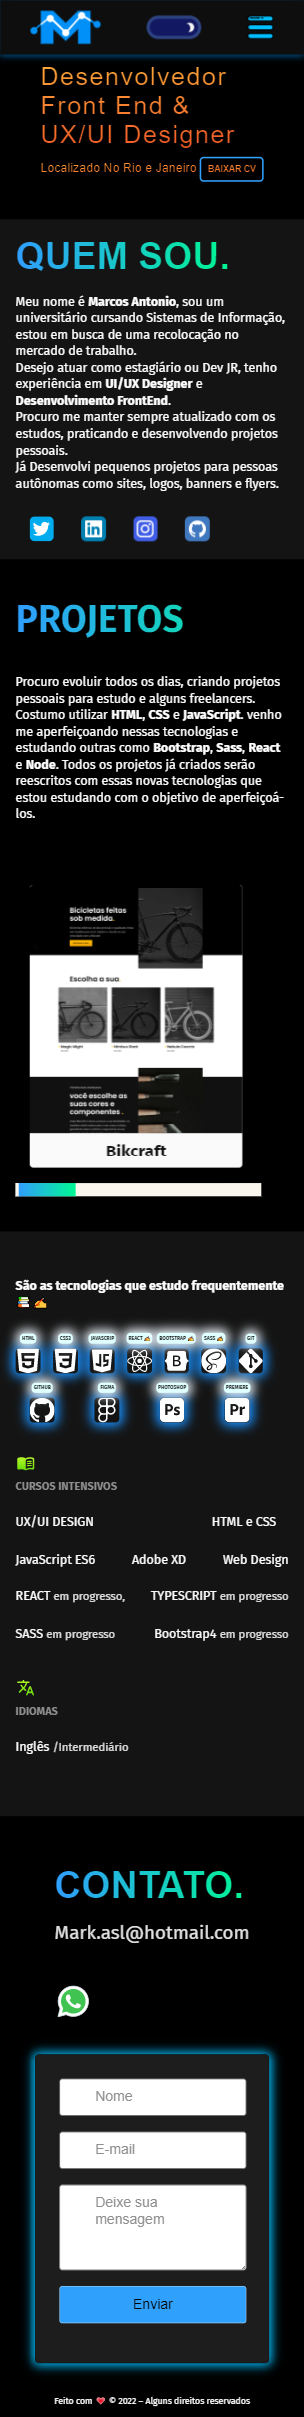 Desenvolvedor
Front End &
UX/UI Designer
Localizado No Rio e Janeiro BAIXAR CV
QUEM SOU.
Meu nome é Marcos Antonio, sou um
universitário cursando Sistemas de Informação,
estou em busca de uma recolocação no
mercado de trabalho.
Desejo atuar como estagiário ou Dev JR, tenho
experiência em UI/UX Designer e
Desenvolvimento FrontEnd.
Procuro me manter sempre atualizado com os
estudos, praticando e desenvolvendo projetos
pessoais.
Já Desenvolvi pequenos projetos para pessoas
autônomas como sites, logos, banners e flyers.
PROJETOS
Procuro evoluir todos os dias, criando projetos
pessoais para estudo e alguns freelancers.
Costumo utilizar HTML, CSS e JavaScript. venho
me aperfeiçoando nessas tecnologias e
estudando outras como Bootstrap, Sass, React
e Node. Todos os projetos já criados serão
reescritos com essas novas tecnologias que
estou estudando com o objetivo de aperfeiçoá-
los.
Bicicletas feitas
sob medida.
Escolha a sua.
você escolhe as
suas cores e
componentes .
Bikcraft
São as tecnologias que estudo frequentemente
📚 ✍
HTML CSS3 JAVASCRIP REACT ✍ BOOTSTRAP ✍ SASS ✍ GIT
GITHUB FIGMA PHOTOSHOP PREMIERE
Ps Pr
CURSOS INTENSIVOS
UX/UI DESIGN HTML e CSS
JavaScript ES6 Adobe XD Web Design
REACT em progresso, TYPESCRIPT em progresso
SASS em progresso Bootstrap4 em progresso
IDIOMAS
Inglês /Intermediário
CONTATO.
Mark.asl@hotmail.com
Nome
E-mail
Deixe sua
mensagem
Enviar
Feito com ❤ © 2022 – Alguns direitos reservados